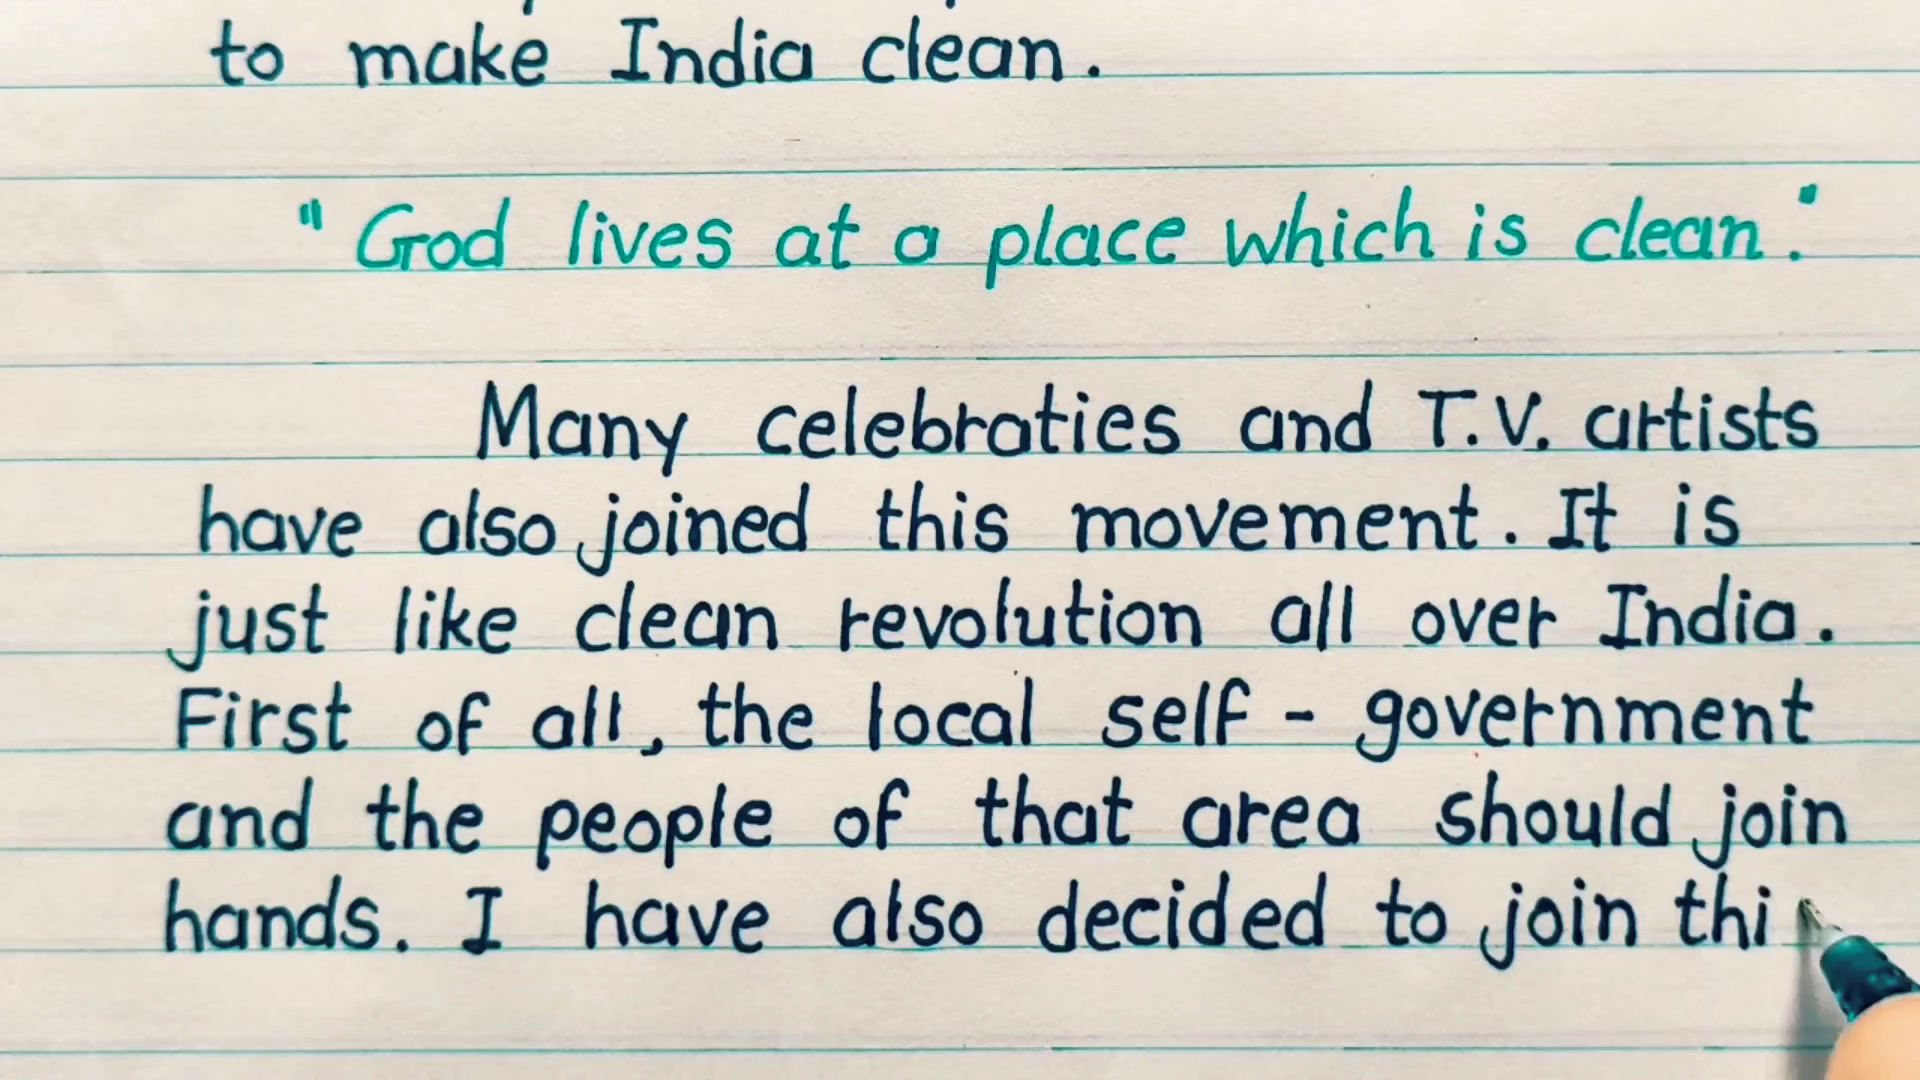 to make India clean.
"God lives at a place which is clean."
Many celebraties and T.V. artists
have also joined this movement. It is
just like clean revolution all over India.
First of all, the local self - government
and the people of that area should join
hands. I have also decided to join thi